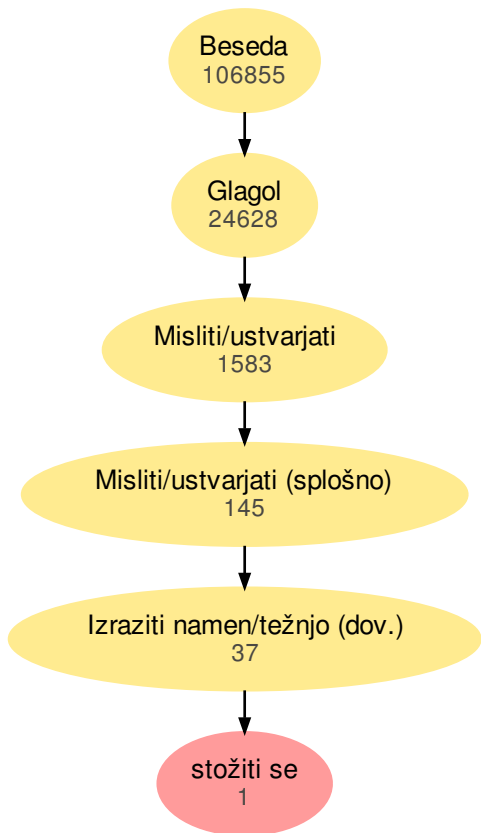 Beseda
106855
Glagol
24628
Misliti/ustvarjati
1583
Misliti/ustvarjati (splošno)
145
Izraziti namen/težnjo (dov.)
37
stožiti se
1